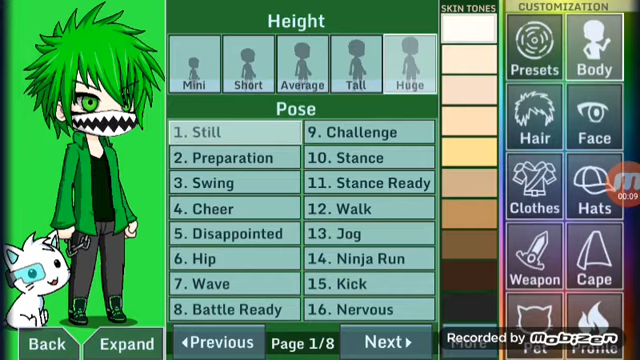 Height
SKIN TONES
CUSTOMIZATION
Mini
Short
Average
Tall
Huge
Presets
Body
Pose
1. Still
9. Challenge
2. Preparation
10. Stance
3. Swing
11. Stance Ready
4. Cheer
12. Walk
5. Disappointed
13. Jog
6. Hip
14. Ninja Run
7. Wave
15. Kick
8. Battle Ready
16. Nervous
Hair
Face
00:09
Clothes
Hats
Weapon
Cape
Back
Expand
Previous
Page 1/8
Next
More
Pet
Profile
Recorded by Mobizen